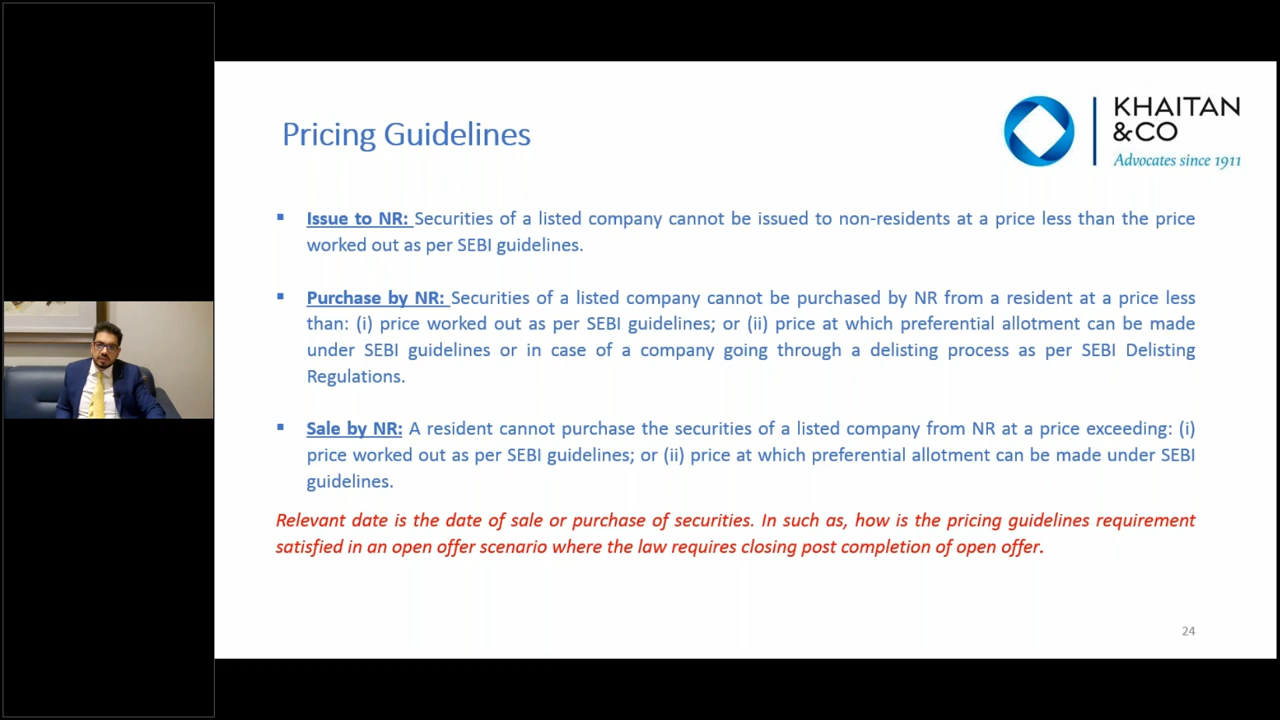 Pricing Guidelines
KHAITAN
&CO
Advocates since 1911
▪ Issue to NR: Securities of a listed company cannot be issued to non-residents at a price less than the price
worked out as per SEBI guidelines.
▪ Purchase by NR: Securities of a listed company cannot be purchased by NR from a resident at a price less
than: (i) price worked out as per SEBI guidelines; or (ii) price at which preferential allotment can be made
under SEBI guidelines or in case of a company going through a delisting process as per SEBI Delisting
Regulations.
▪ Sale by NR: A resident cannot purchase the securities of a listed company from NR at a price exceeding: (i)
price worked out as per SEBI guidelines; or (ii) price at which preferential allotment can be made under SEBI
guidelines.
Relevant date is the date of sale or purchase of securities. In such as, how is the pricing guidelines requirement
satisfied in an open offer scenario where the law requires closing post completion of open offer.
24